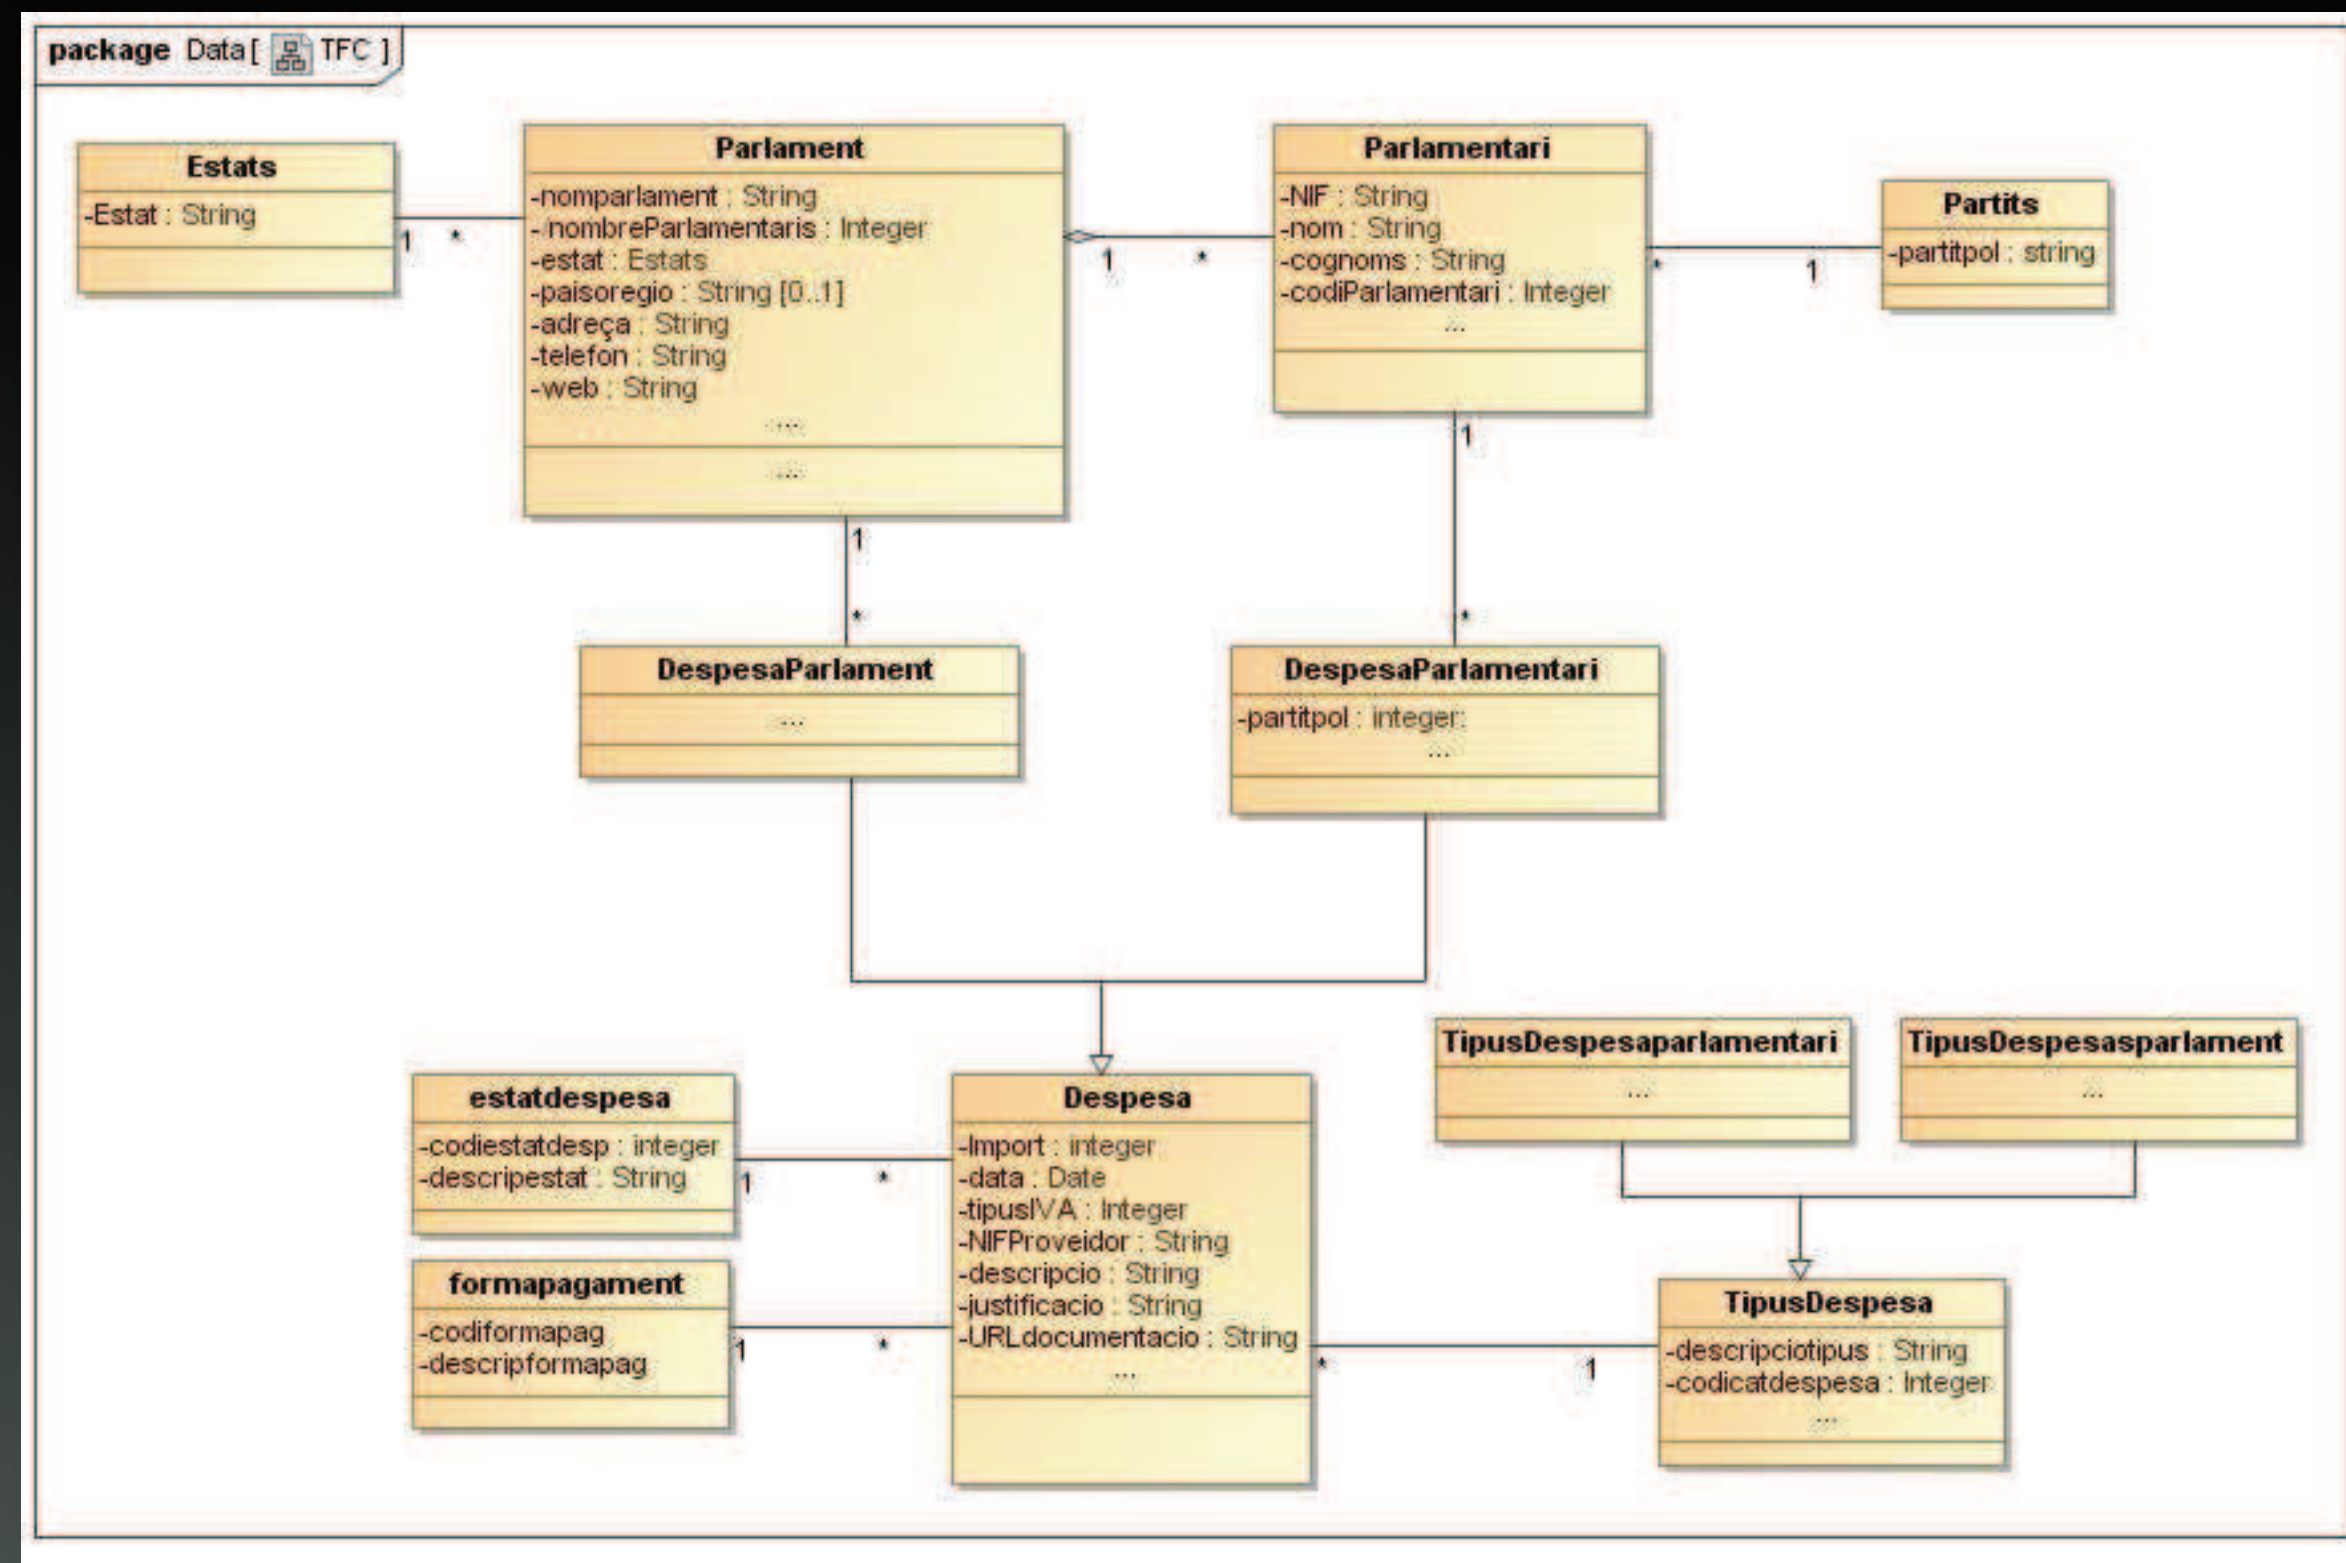 package Data[ TFC ]
Estats
-Estat : String
1
*
Parlament
-nomparlament : String
-/nombreParlamentaris : Integer
-estat : Estats
-paisoregio : String [0..1]
-adreça : String
-telefon : String
-web : String
...
...
1
*
Parlamentari
-NIF : String
-nom : String
-cognoms : String
-codiParlamentari : Integer
...
*
1
Partits
-partitpol : string
1
*
1
*
DespesaParlament
...
DespesaParlamentari
-partitpol : integer:
...
TipusDespesaparlamentari
...
TipusDespesasparlament
...
estatdespesa
-codiestatdesp : integer
-descripestat : String
1
*
formapagament
-codiformapag
-descripformapag
1
*
Despesa
-Import : integer
-data : Date
-tipusIVA : Integer
-NIFProveidor : String
-descripcio : String
-justificacio : String
-URLdocumentacio : String
...
*
1
TipusDespesa
-descripciotipus : String
-codicatdespesa : Integer
...